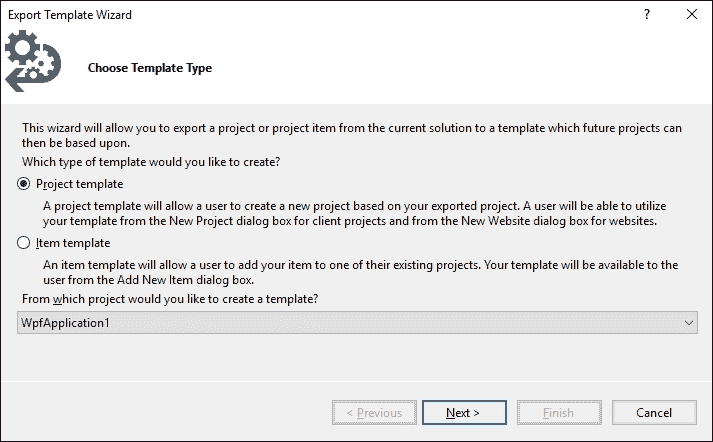 Export Template Wizard
?
Choose Template Type
This wizard will allow you to export a project or project item from the current solution to a template which future projects can
then be based upon.
Which type of template would you like to create?
Project template
A project template will allow a user to create a new project based on your exported project. A user will be able to utilize
your template from the New Project dialog box for client projects and from the New Website dialog box for websites.
Item template
An item template will allow a user to add your item to one of their existing projects. Your template will be available to the
user from the Add New Item dialog box.
From which project would you like to create a template?
WpfApplication1
< Previous
Next >
Finish
Cancel